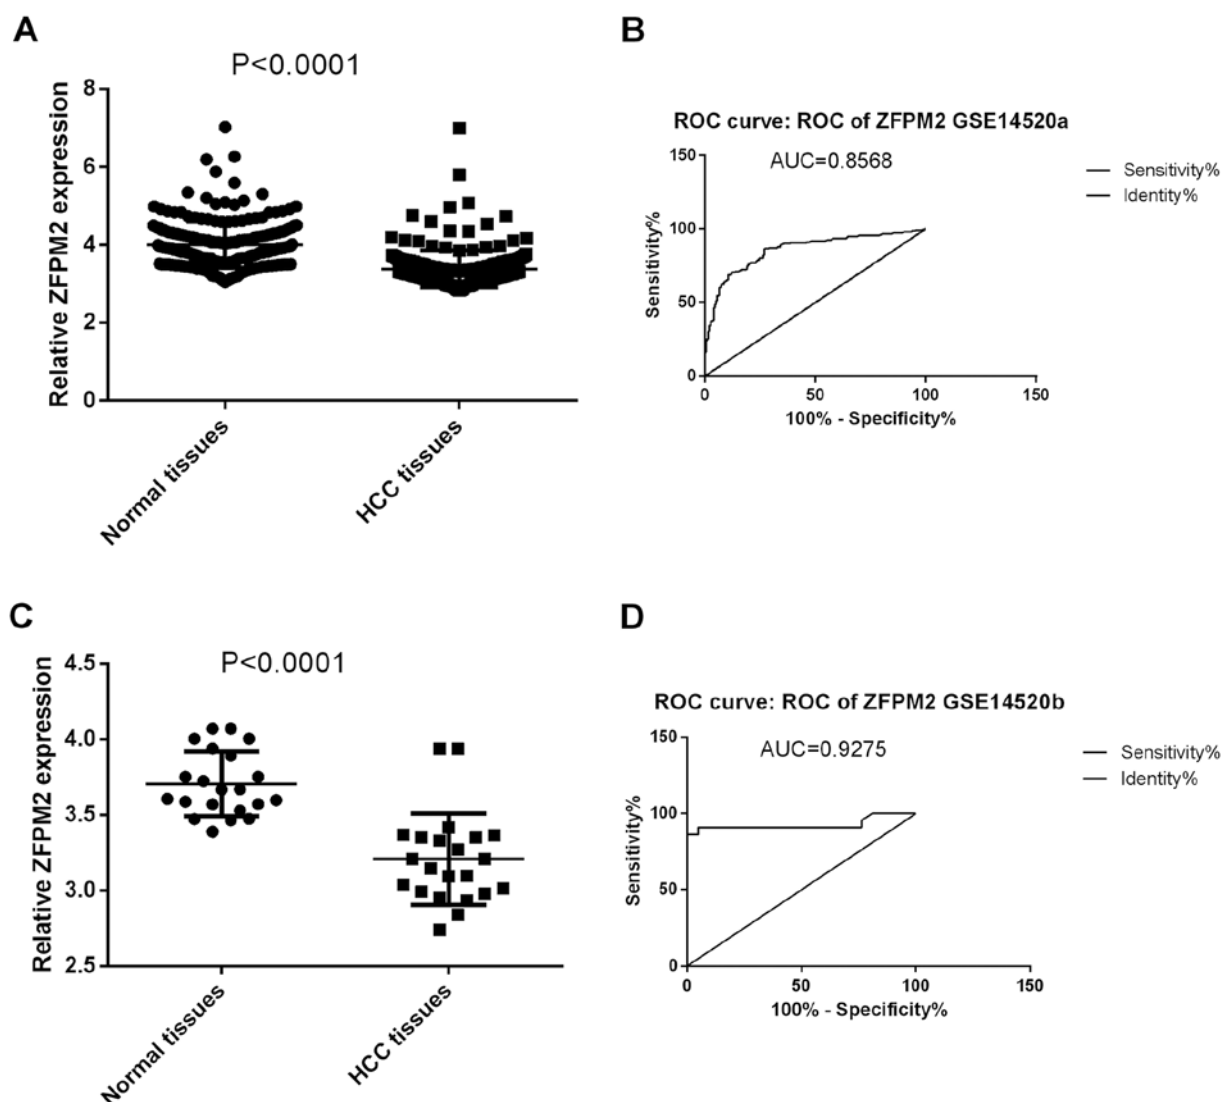 A
P<0.0001
Relative ZFPM2 expression
8
6
4
2
0
Normal tissues
HCC tissues
B
ROC curve: ROC of ZFPM2 GSE14520a
AUC=0.8568
Sensitivity%
150
100
50
0
0 50 100 150
100% - Specificity%
Sensitivity%
Identity%
C
P<0.0001
Relative ZFPM2 expression
4.5
4.0
3.5
3.0
2.5
Normal tissues
HCC tissues
D
ROC curve: ROC of ZFPM2 GSE14520b
AUC=0.9275
Sensitivity%
150
100
50
0
0 50 100 150
100% - Specificity%
Sensitivity%
Identity%